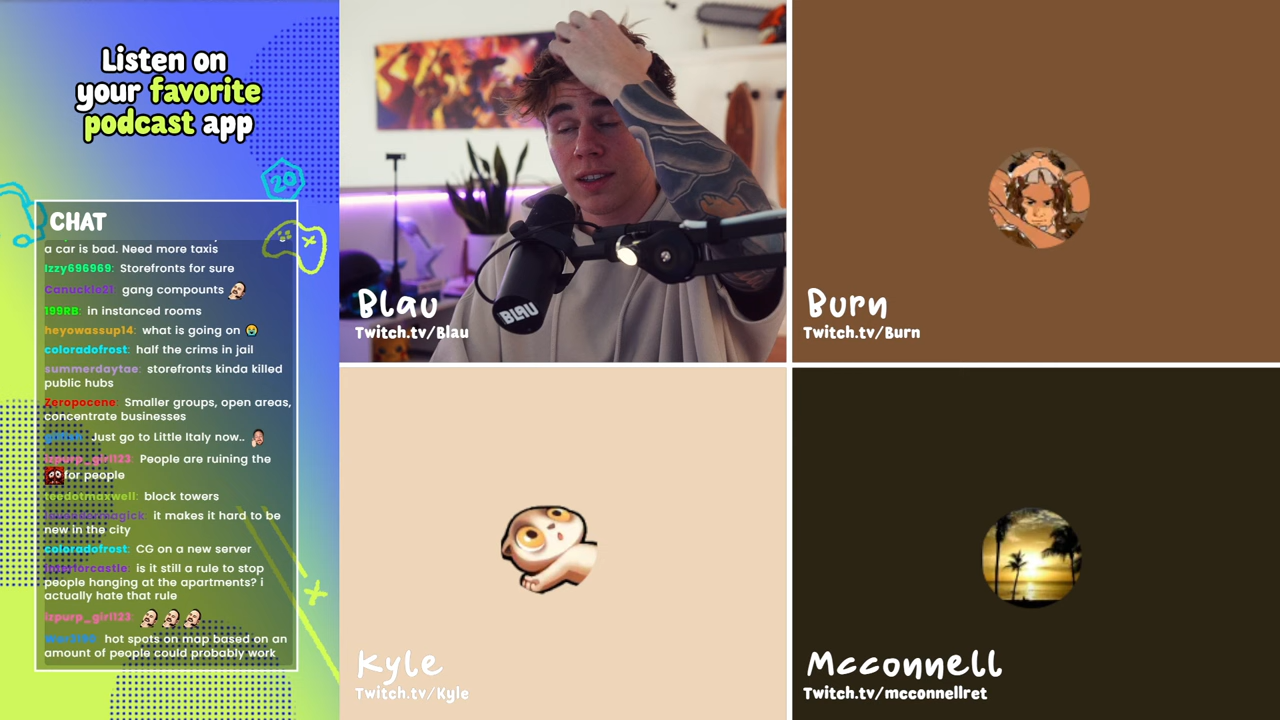 Listen on
your favorite
podcast app
20
CHAT
a car is bad. Need more taxis
Izzy696969: Storefronts for sure
Canuckle21: gang compounts
199RB: in instanced rooms
heyowassup14: what is going on
coloradofrost: half the crims in jail
summerdaytae: storefronts kinda killed
public hubs
Zeropocene: Smaller groups, open areas,
concentrate businesses
Just go to Little Italy now..
izpurp_girl123: People are ruining the
for people
block towers
it makes it hard to be
new in the city
coloradofrost: CG on a new server
is it still a rule to stop
people hanging at the apartments? i
actually hate that rule
izpurp_girl123:
hot spots on map based on an
amount of people could probably work
BLAU
Blau
Twitch.tv/Blau
Burn
Twitch.tv/Burn
Kyle
Twitch.tv/Kyle
Mcconnell
Twitch.tv/mcconnellret